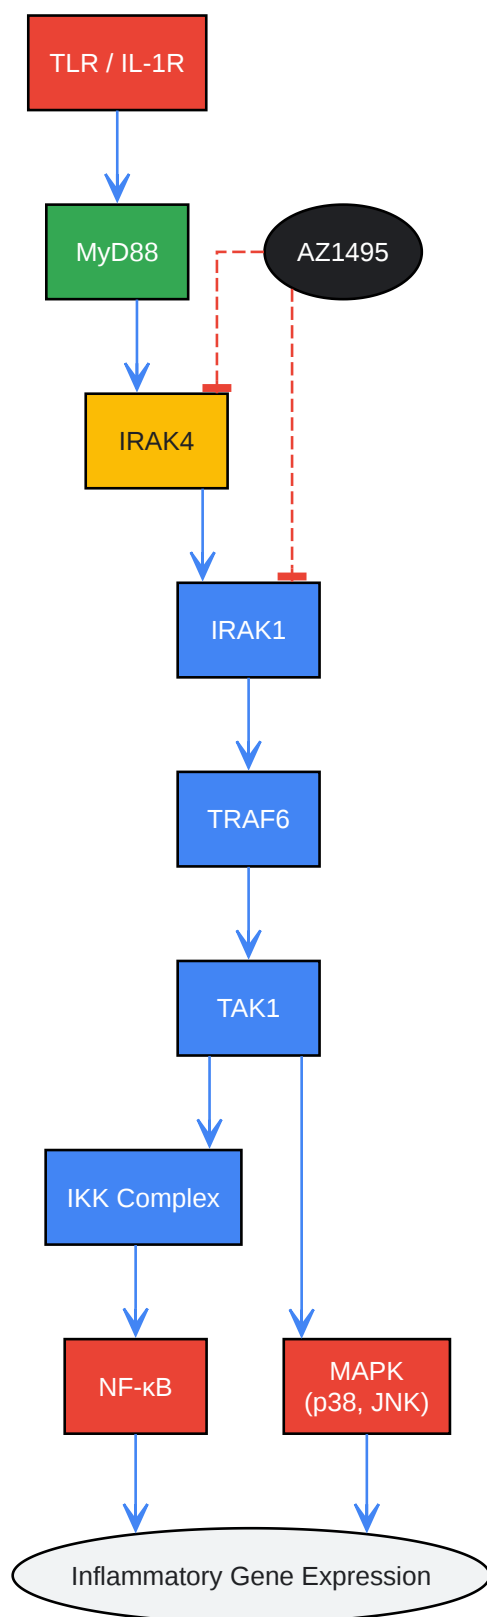 TLR / IL-1R
MyD88
AZ1495
IRAK4
IRAK1
TRAF6
TAK1
IKK Complex
NF-κB
MAPK
(p38, JNK)
Inflammatory Gene Expression